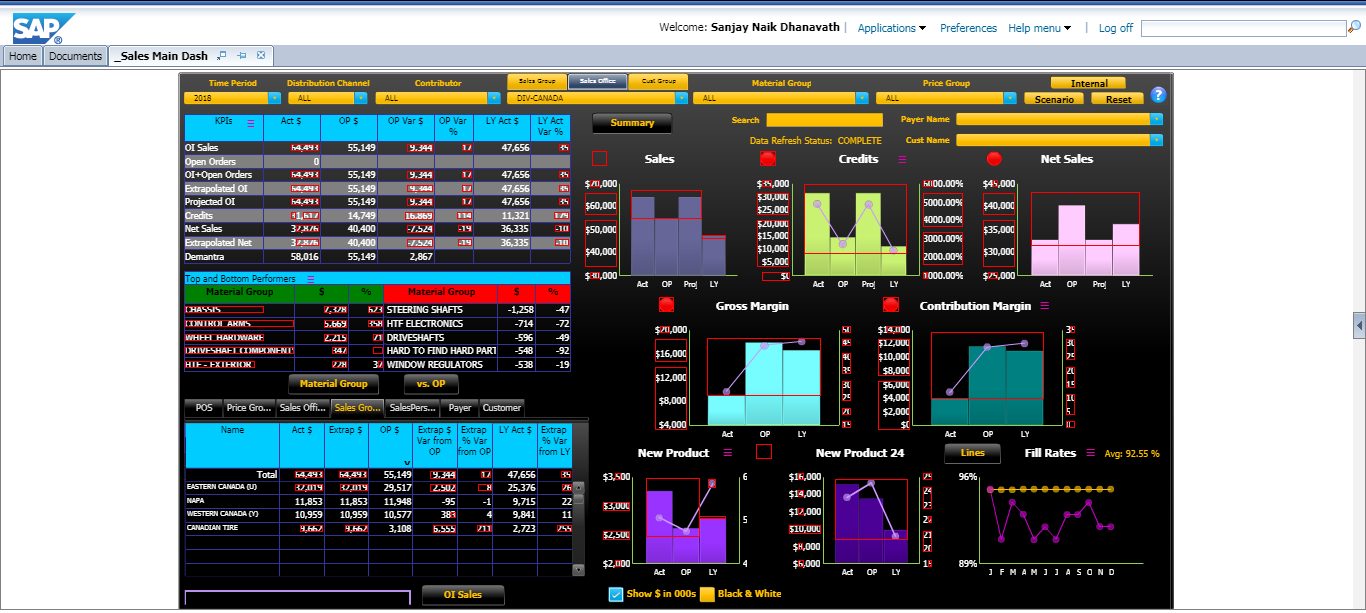 SAP
Welcome: Sanjay Naik Dhanavath | Applications Preferences Help menu | Log off
Home Documents _Sales Main Dash
Time Period Distribution Channel Contributor Sales Group Sales Office Cust Group Material Group Price Group Internal
2018 ALL ALL DIV-CANADA ALL ALL Scenario Reset ?
KPIs Act $ OP $ OP Var $ OP Var % LY Act $ LY Act Var %
OI Sales 64,493 55,149 9,344 17 47,656
Open Orders 0
OI+Open Orders 64,493 55,149 9,344 17 47,656
Extrapolated OI 64,493 55,149 9,344 17 47,656
Projected OI 64,493 55,149 9,344 17 47,656
Credits 31,617 14,749 16,869 114 11,321 179
Net Sales 32,876 40,400 -7,524 -19 36,335 -10
Extrapolated Net 32,876 40,400 -7,524 -19 36,335 -10
Demantra 58,016 55,149 2,867
Summary Search Payer Name
Data Refresh Status: COMPLETE Cust Name
Sales Credits Net Sales
$70,000 $60,000 $50,000 $40,000 $30,000
Act OP Proj LY
$35,000 $30,000 $25,000 $20,000 $15,000 $10,000 $5,000 $0
6000.00% 5000.00% 4000.00% 3000.00% 2000.00% 1000.00%
Act OP Proj LY
$45,000 $40,000 $35,000 $30,000 $25,000
Act OP Proj LY
Top and Bottom Performers
Material Group $ % Material Group $ %
CHASSIS 7,328 623 STEERING SHAFTS -1,258 -47
CONTROL ARMS 5,669 358 HTF ELECTRONICS -714 -72
WHEEL HARDWARE 2,215 71 DRIVESHAFTS -596 -49
DRIVESHAFT COMPONENTS 347 HARD TO FIND HARD PART -548 -92
HTF - EXTERIOR 228 37 WINDOW REGULATORS -538 -19
Material Group vs. OP
Gross Margin Contribution Margin
$20,000 $16,000 $12,000 $8,000 $4,000
50 45 40 35 30 25 20 15
Act OP LY
$14,000 $12,000 $10,000 $8,000 $6,000 $4,000 $2,000 $0
35 30 25 20 15 10 5 0
Act OP LY
POS Price Gro... Sales Offi... Sales Gro... SalesPers... Payer Customer
Name Act $ Extrap $ OP $ Extrap $ Var from OP Extrap % Var from OP LY Act $ Extrap % Var from LY
Total 64,493 64,493 55,149 9,344 17 47,656
EASTERN CANADA (U) 32,019 32,019 29,517 2,502 8 25,376 26
NAPA 11,853 11,853 11,948 -95 -1 9,715 22
WESTERN CANADA (Y) 10,959 10,959 10,577 383 4 9,841 11
CANADIAN TIRE 9,662 9,662 3,108 6,555 211 2,723 255
OI Sales
New Product New Product 24 Lines Fill Rates Avg: 92.55 %
$3,500 $3,000 $2,500 $2,000
6 5 4
Act OP LY
$16,000 $14,000 $12,000 $10,000 $8,000 $6,000
Act OP LY
96%
89%
J F M A M J J A S O N D
Show $ in 000s Black & White